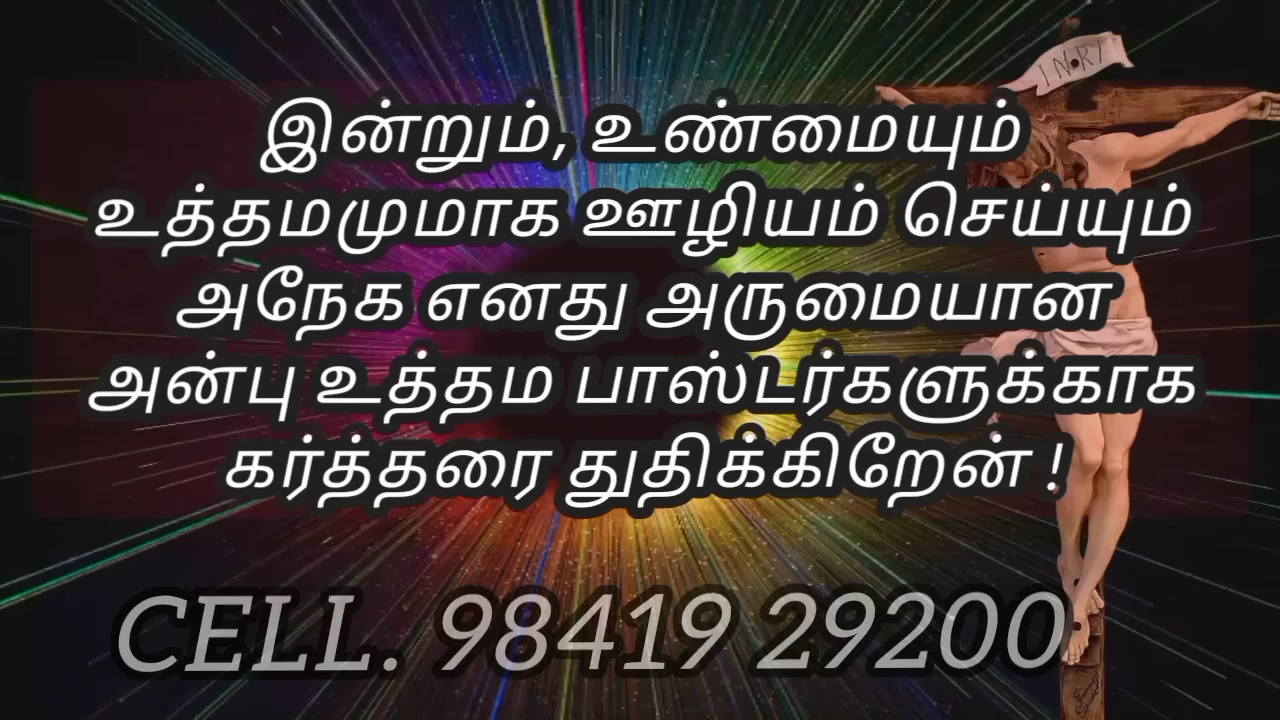 INRI
இன்றும், உண்மையும்
உத்தமமுமாக ஊழியம் செய்யும்
அநேக எனது அருமையான
அன்பு உத்தம பாஸ்டர்களுக்காக
கர்த்தரை துதிக்கிறேன் !
CELL. 98419 29200